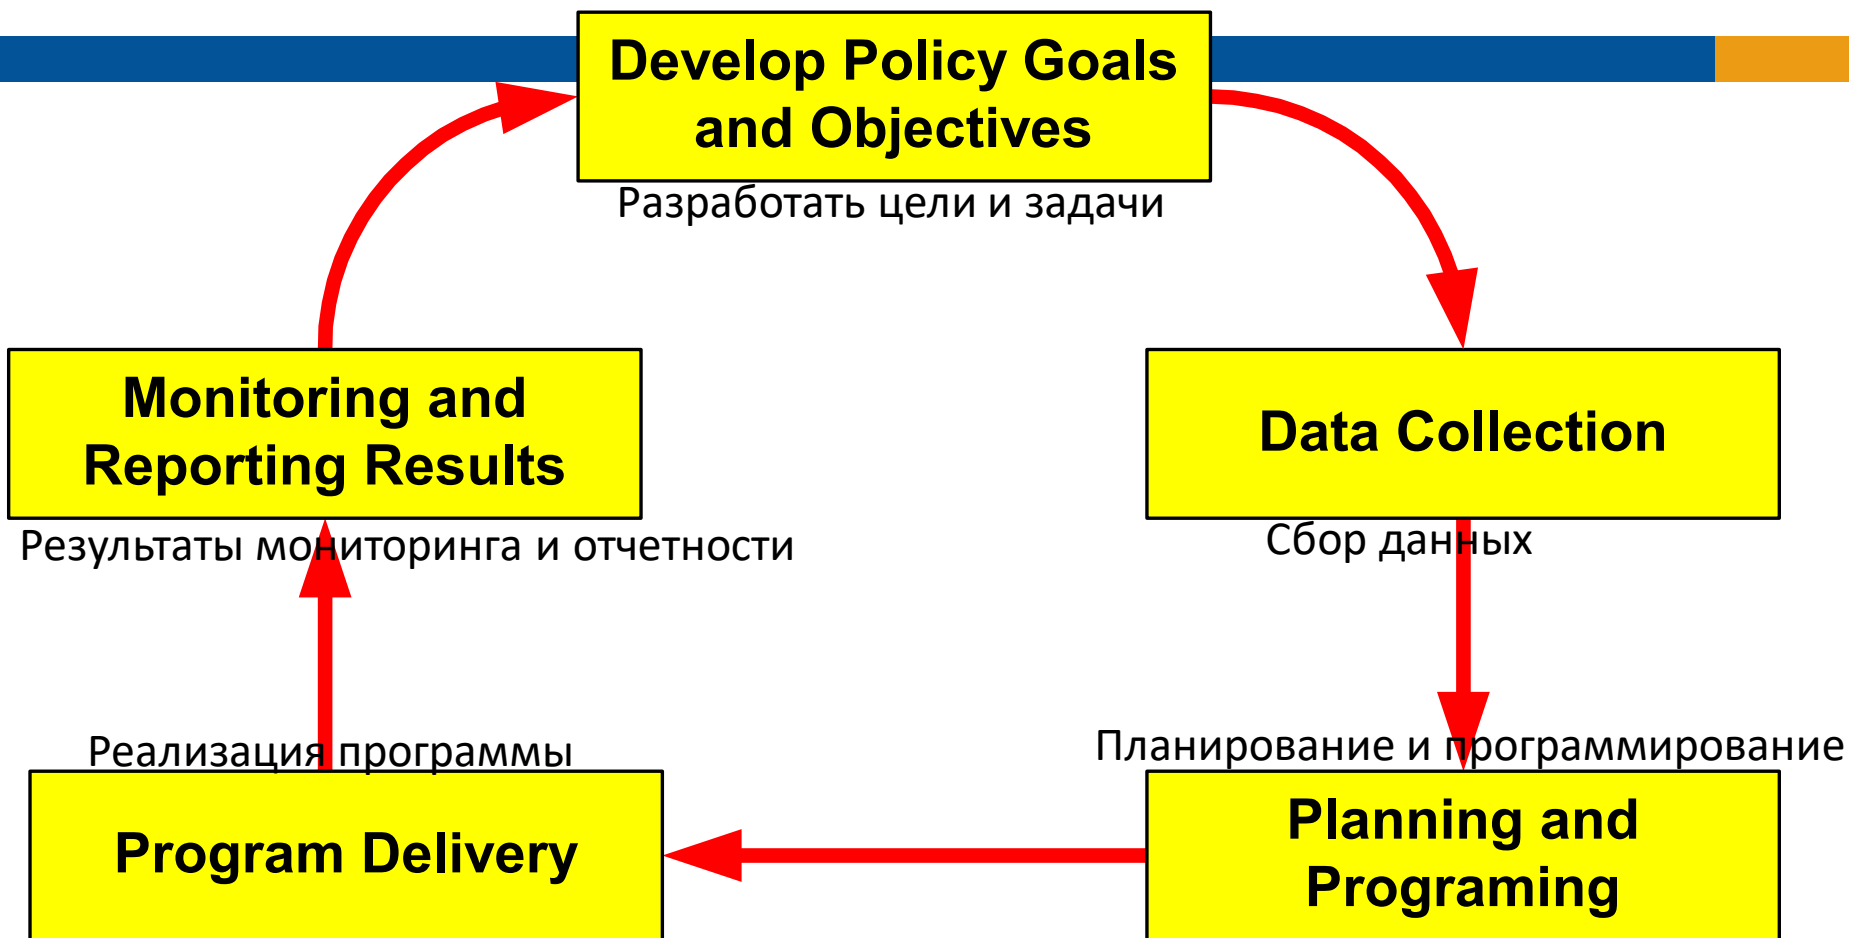 Develop Policy Goals
and Objectives
Разработать цели и задачи
Monitoring and
Reporting Results
Результаты мониторинга и отчетности
Data Collection
Сбор данных
Реализация программы
Program Delivery
Планирование и программирование
Planning and
Programing